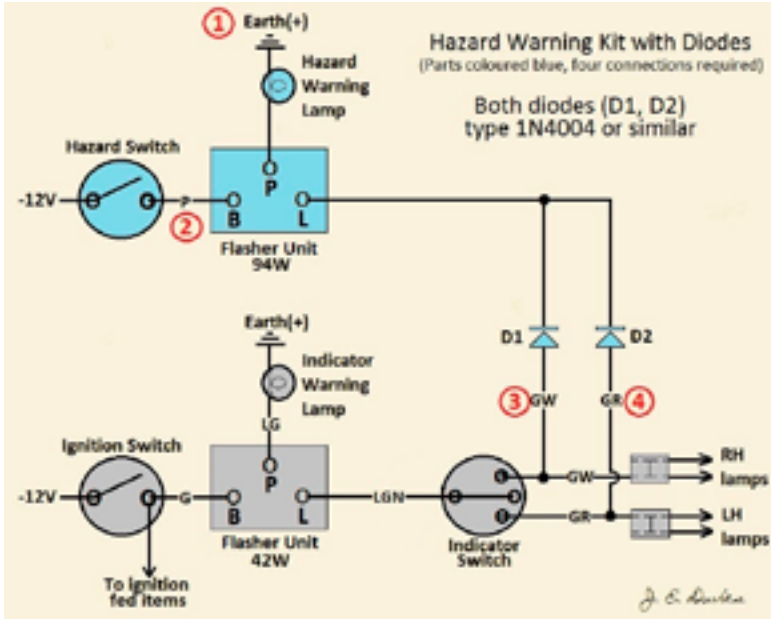 ① Earth(+)
Hazard Warning Kit with Diodes
(Parts coloured blue, four connections required)
Both diodes (D1, D2)
type 1N4004 or similar
Hazard
Warning
Lamp
Hazard Switch
-12V
P
②
B
P
L
Flasher Unit
94W
D1
D2
③ GW
GR ④
Earth(+)
Indicator
Warning
Lamp
LG
Ignition Switch
-12V
G
B
P
L
Flasher Unit
42W
LGN
Indicator
Switch
GW
GR
RH
lamps
LH
lamps
To ignition
fed items